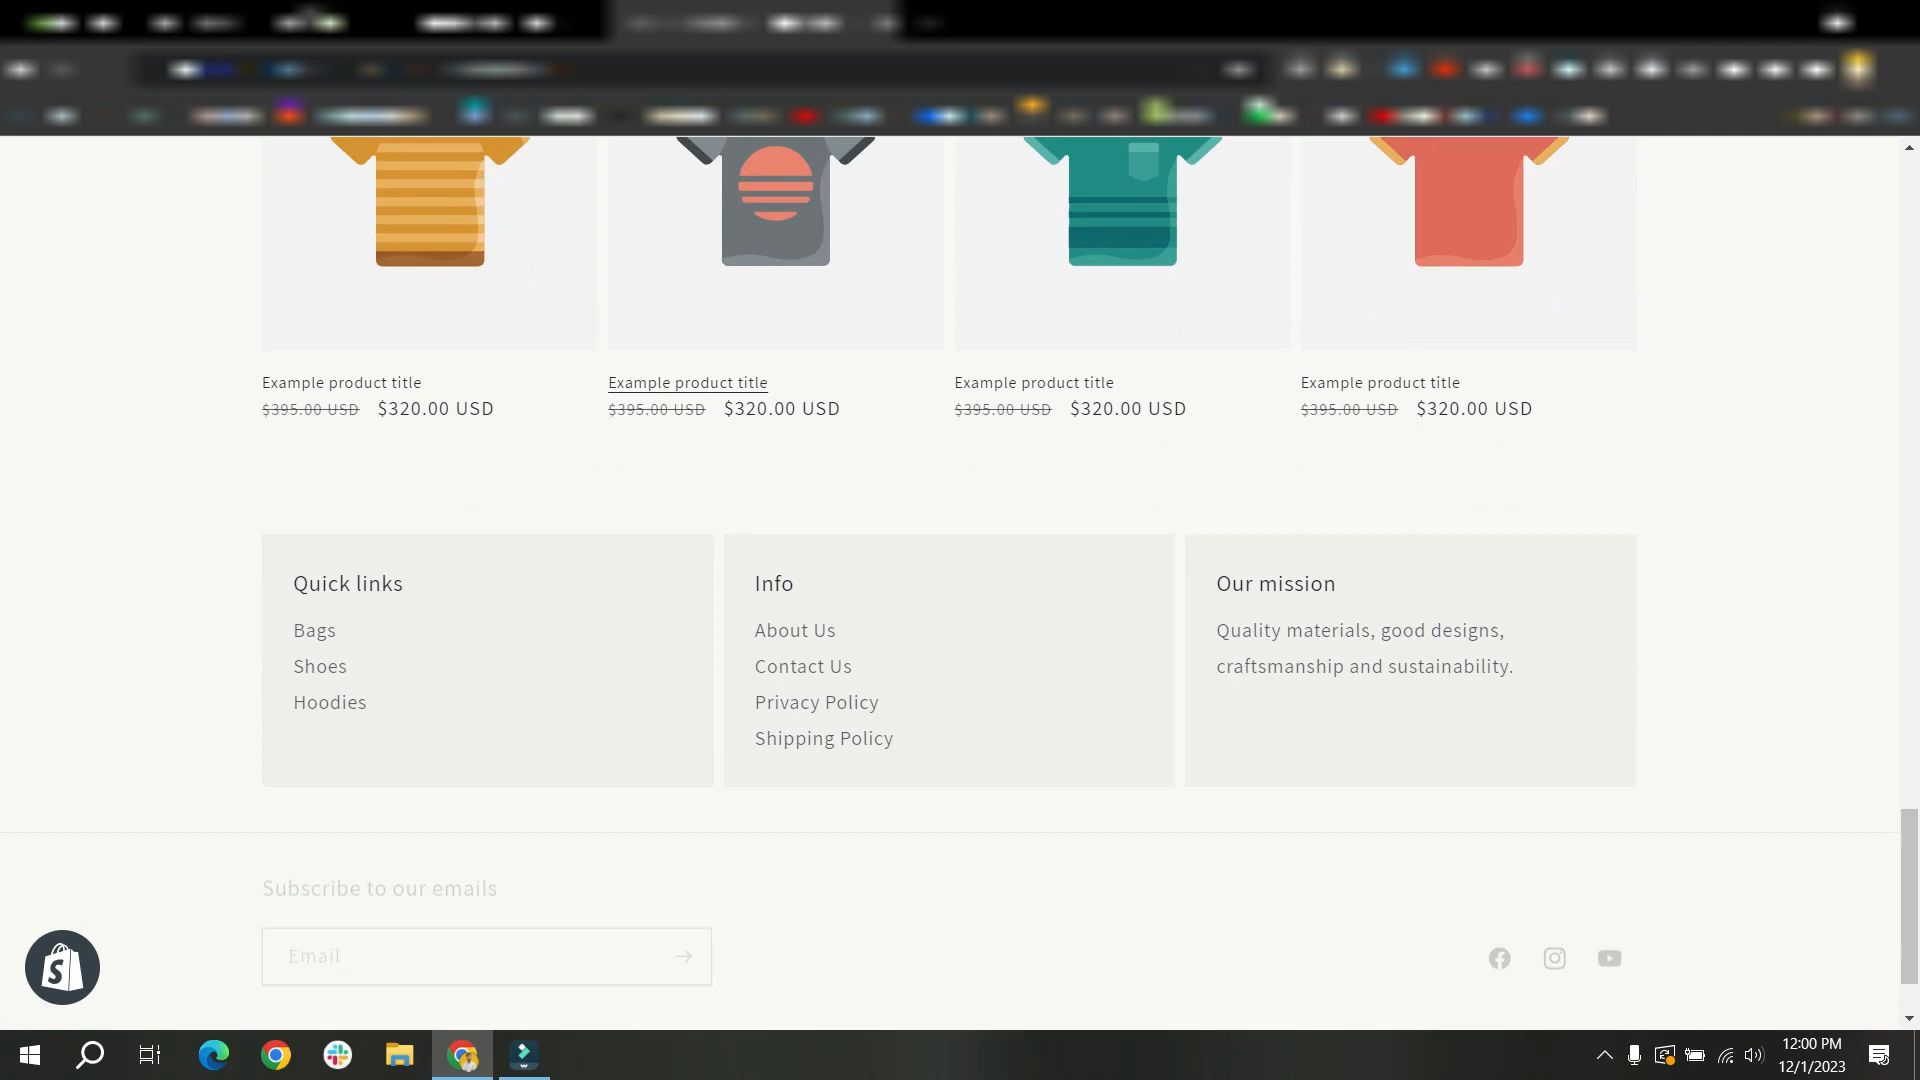 Example product title
$395.00 USD $320.00 USD
Example product title
$395.00 USD $320.00 USD
Example product title
$395.00 USD $320.00 USD
Example product title
$395.00 USD $320.00 USD
Quick links
Bags
Shoes
Hoodies
Info
About Us
Contact Us
Privacy Policy
Shipping Policy
Our mission
Quality materials, good designs,
craftsmanship and sustainability.
Subscribe to our emails
Email
12:00 PM
12/1/2023